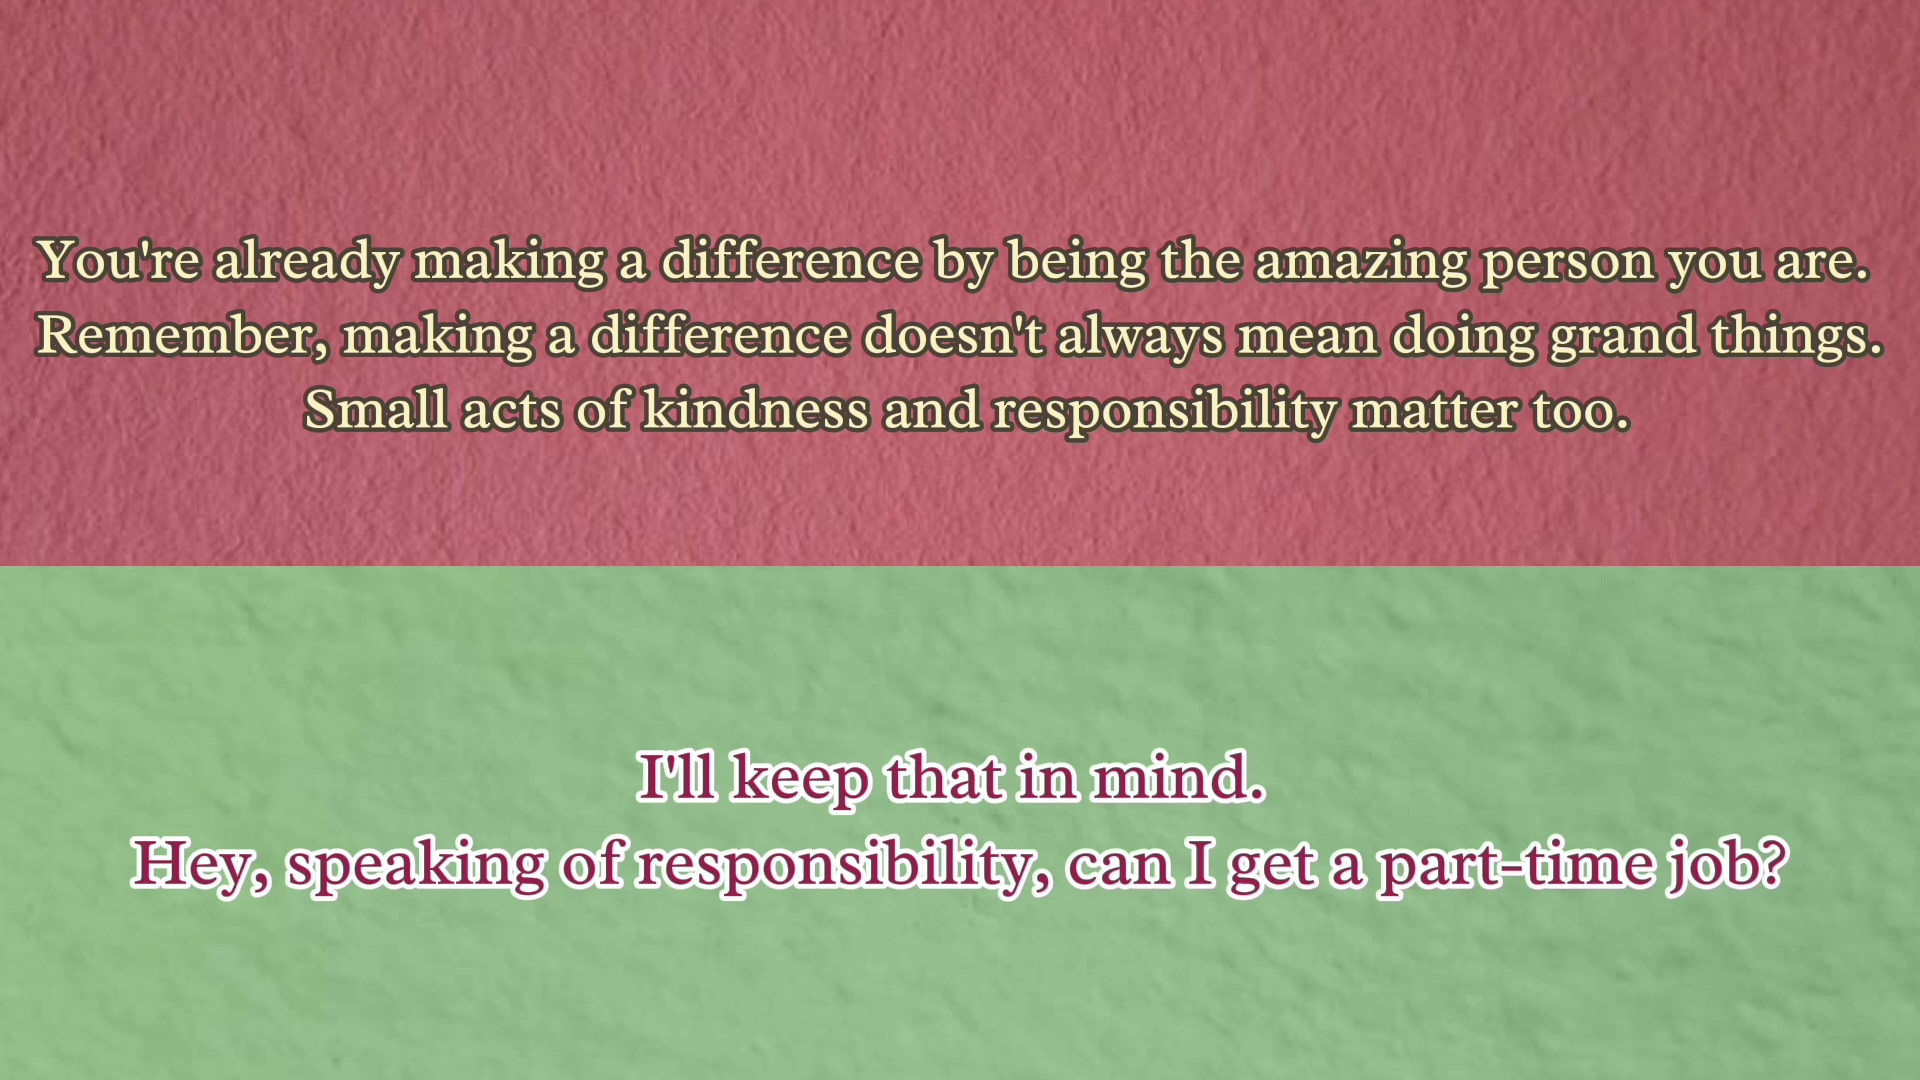 You're already making a difference by being the amazing person you are.
Remember, making a difference doesn't always mean doing grand things.
Small acts of kindness and responsibility matter too.
I'll keep that in mind.
Hey, speaking of responsibility, can I get a part-time job?